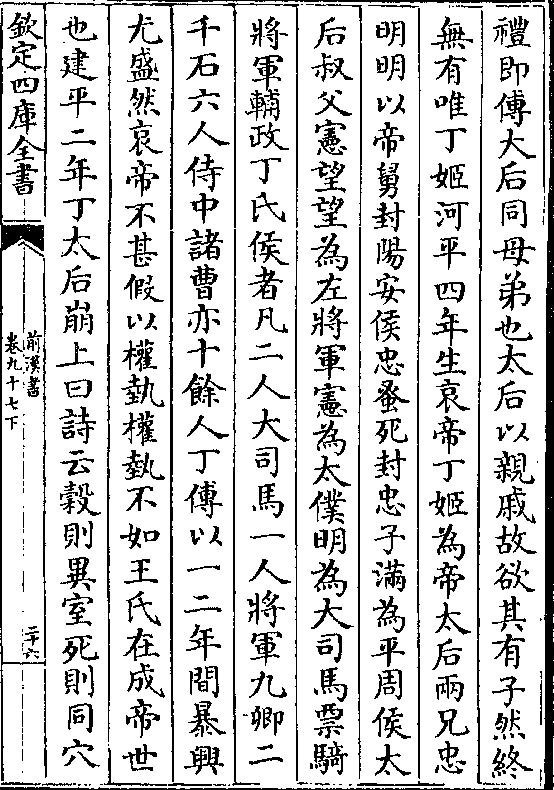 禮即傅太后同母弟也太后以親戚故欲其有子然終
無有唯丁姬河平四年生哀帝丁姬為帝太后兩兄忠
明明以帝舅封陽安侯忠蚤死封忠子滿為平周侯太
后叔父憲望望為左將軍憲為太僕明為大司馬票騎
將軍輔政丁氏侯者凡二人大司馬一人將軍九卿二
千石六人侍中諸曹亦十餘人丁傅以一二年間暴興
尤盛然哀帝不甚假以權埶權埶不如王氏在成帝世
也建平二年丁太后崩上曰詩云穀則異室死則同穴
欽定四庫全書
前漢書
卷九十七下
二十六